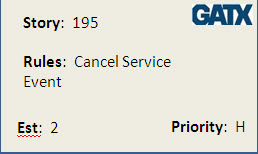 GATX
Story: 195
Rules: Cancel Service
Event
Est: 2
Priority: H